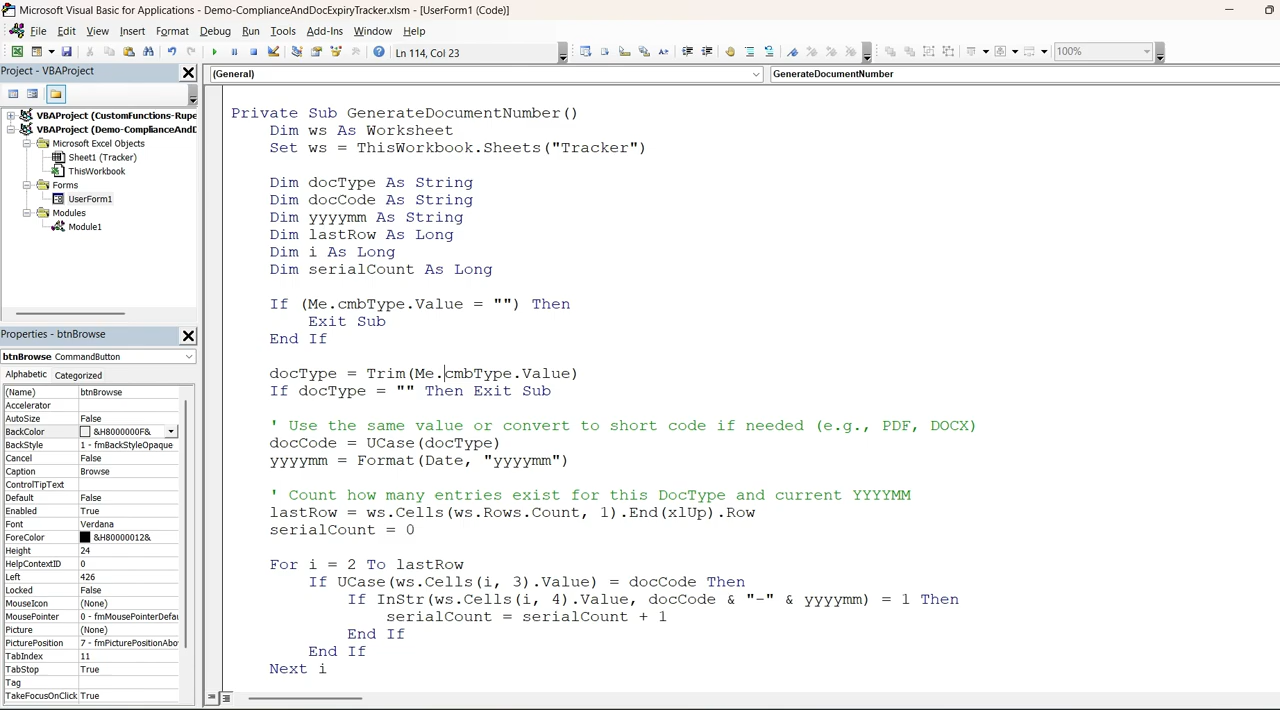 Microsoft Visual Basic for Applications - Demo-ComplianceAndDocExpiryTracker.xlsm - [UserForm1 (Code)]
File Edit View Insert Format Debug Run Tools Add-Ins Window Help
Ln 114, Col 23
100%
Project - VBAProject
(General)
GenerateDocumentNumber
VBAProject (CustomFunctions-Rupe
VBAProject (Demo-ComplianceAndD
Microsoft Excel Objects
Sheet1 (Tracker)
ThisWorkbook
Forms
UserForm1
Modules
Module1
Properties - btnBrowse
btnBrowse CommandButton
Alphabetic Categorized
(Name) btnBrowse
Accelerator
AutoSize False
BackColor &H8000000F&
BackStyle 1 - fmBackStyleOpaque
Cancel False
Caption Browse
ControlTipText
Default False
Enabled True
Font Verdana
ForeColor &H80000012&
Height 24
HelpContextID 0
Left 426
Locked False
MouseIcon (None)
MousePointer 0 - fmMousePointerDefau
Picture (None)
PicturePosition 7 - fmPicturePositionAbo
TabIndex 11
TabStop True
Tag
TakeFocusOnClick True
Private Sub GenerateDocumentNumber()
Dim ws As Worksheet
Set ws = ThisWorkbook.Sheets("Tracker")
Dim docType As String
Dim docCode As String
Dim yyyymm As String
Dim lastRow As Long
Dim i As Long
Dim serialCount As Long
If (Me.cmbType.Value = "") Then
Exit Sub
End If
docType = Trim(Me.cmbType.Value)
If docType = "" Then Exit Sub
' Use the same value or convert to short code if needed (e.g., PDF, DOCX)
docCode = UCase(docType)
yyyymm = Format(Date, "yyyymm")
' Count how many entries exist for this DocType and current YYYYMM
lastRow = ws.Cells(ws.Rows.Count, 1).End(xlUp).Row
serialCount = 0
For i = 2 To lastRow
If UCase(ws.Cells(i, 3).Value) = docCode Then
If InStr(ws.Cells(i, 4).Value, docCode & "-" & yyyymm) = 1 Then
serialCount = serialCount + 1
End If
End If
Next i